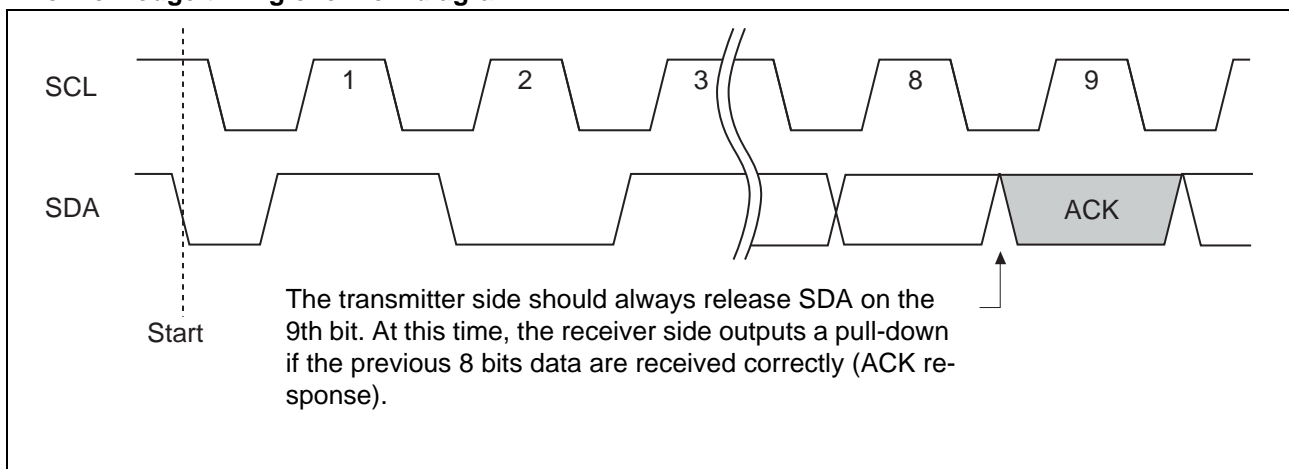 SCL
1
2
3
8
9
SDA
ACK
Start
The transmitter side should always release SDA on the
9th bit. At this time, the receiver side outputs a pull-down
if the previous 8 bits data are received correctly (ACK re-
sponse).